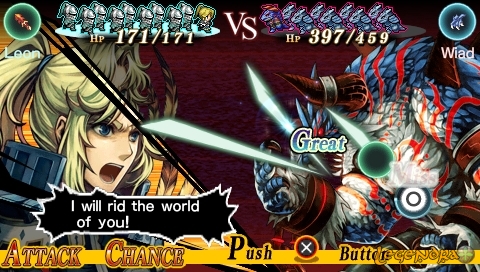 VS
HP 171/171
HP 397/459
Leon
Wiad
Great
I will rid the world
of you!
ATTACK CHANCE Push Button